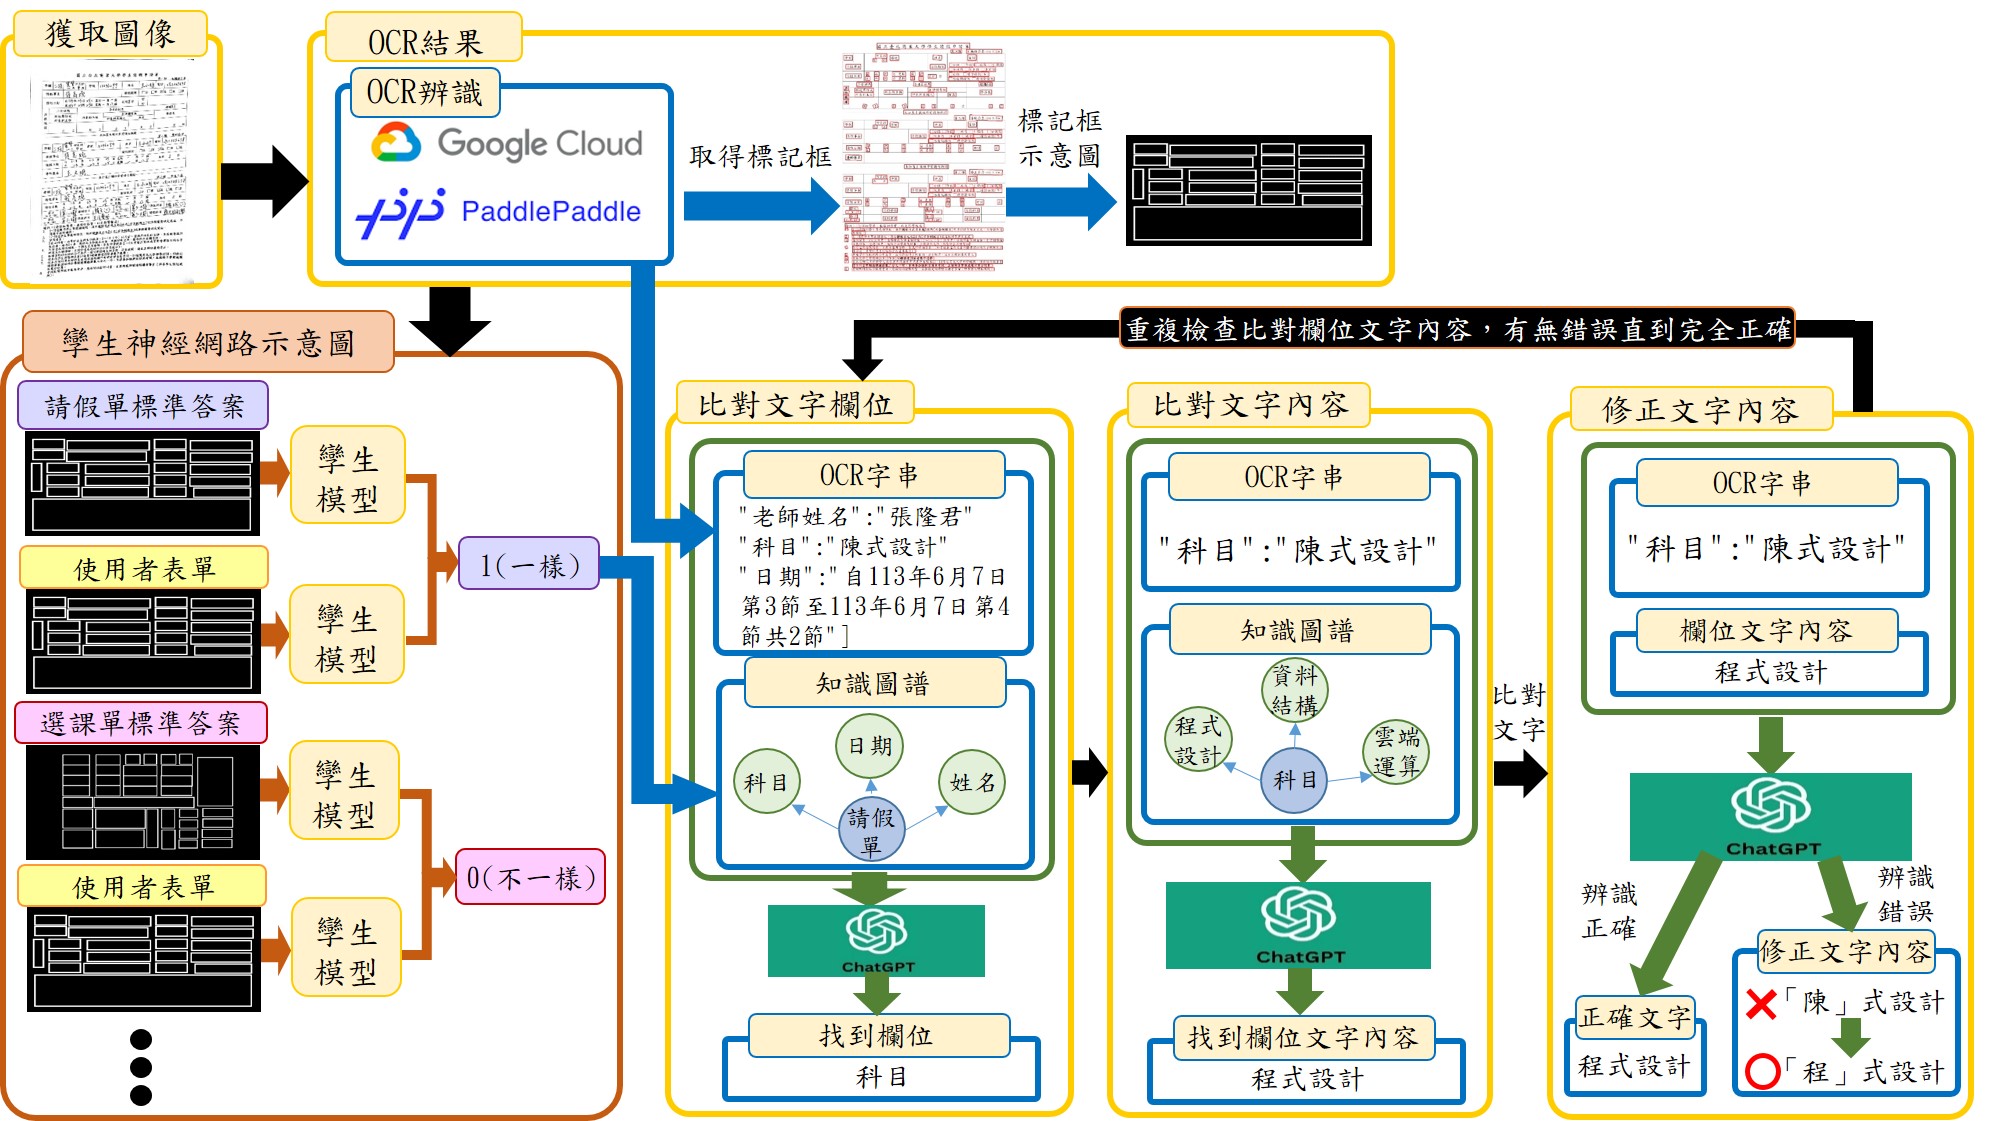 獲取圖像
OCR結果
OCR辨識
Google Cloud
PaddlePaddle
取得標記框
標記框
示意圖
孿生神經網路示意圖
請假單標準答案
孿生
模型
使用者表單
孿生
模型
1(一樣)
選課單標準答案
孿生
模型
使用者表單
孿生
模型
0(不一樣)
重複檢查比對欄位文字內容，有無錯誤直到完全正確
比對文字欄位
OCR字串
"老師姓名":"張隆君"
"科目":"陳式設計"
"日期":"自113年6月7日
第3節至113年6月7日第4
節共2節"]
知識圖譜
日期
科目
姓名
請假
單
ChatGPT
找到欄位
科目
比對文字內容
OCR字串
"科目":"陳式設計"
知識圖譜
資料
結構
程式
設計
雲端
運算
科目
ChatGPT
找到欄位文字內容
程式設計
比對
文字
修正文字內容
OCR字串
"科目":"陳式設計"
欄位文字內容
程式設計
ChatGPT
辨識
正確
辨識
錯誤
正確文字
程式設計
修正文字內容
「陳」式設計
「程」式設計